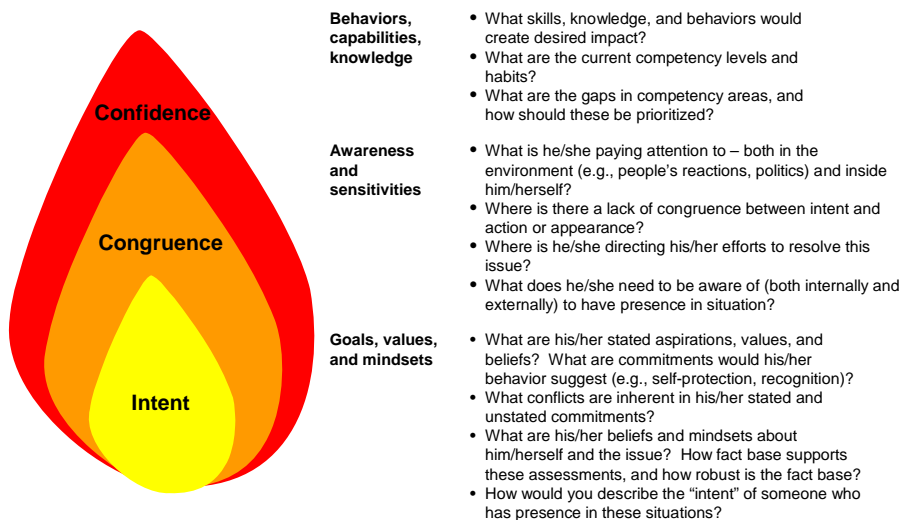 Confidence
Congruence
Intent
Behaviors,
capabilities,
knowledge
• What skills, knowledge, and behaviors would
create desired impact?
• What are the current competency levels and
habits?
• What are the gaps in competency areas, and
how should these be prioritized?
Awareness
and
sensitivities
• What is he/she paying attention to – both in the
environment (e.g., people's reactions, politics) and inside
him/herself?
• Where is there a lack of congruence between intent and
action or appearance?
• Where is he/she directing his/her efforts to resolve this
issue?
• What does he/she need to be aware of (both internally and
externally) to have presence in situation?
Goals, values,
and mindsets
• What are his/her stated aspirations, values, and
beliefs? What are commitments would his/her
behavior suggest (e.g., self-protection, recognition)?
• What conflicts are inherent in his/her stated and
unstated commitments?
• What are his/her beliefs and mindsets about
him/herself and the issue? How fact base supports
these assessments, and how robust is the fact base?
• How would you describe the “intent” of someone who
has presence in these situations?